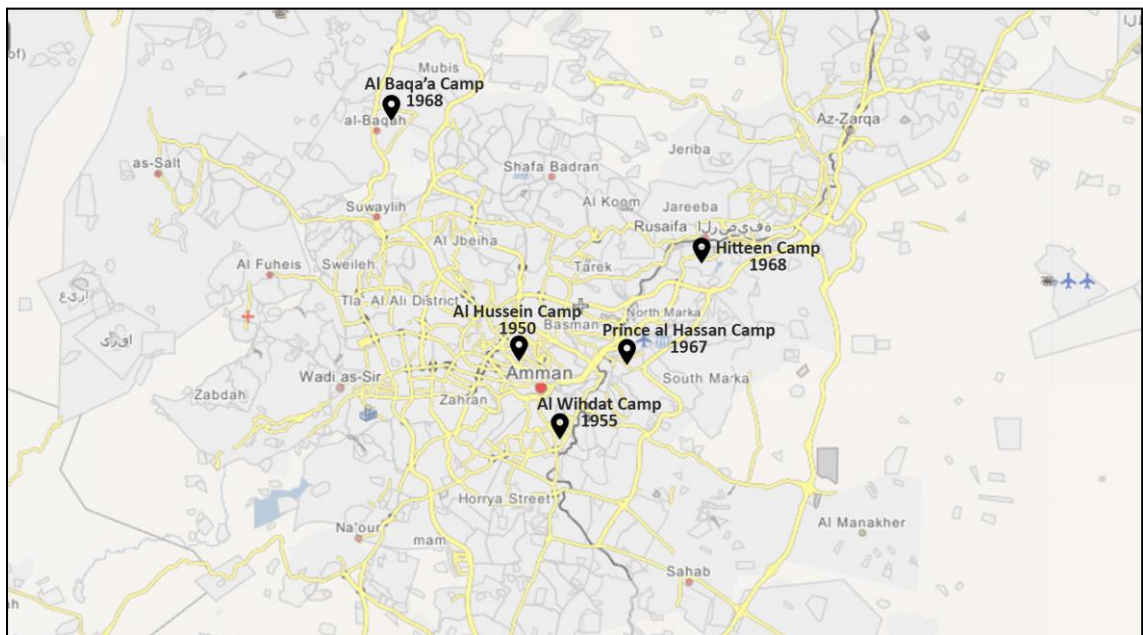 Mubis
Al Baqa'a Camp
1968
al-Baqah
Az-Zarqa
Jeriba
as-Salt
Shafa Badran
Al Koom
Jareeba
Suwaylih
Rusaifa الرصيفة
Al Jbeiha
Hitteen Camp
1968
Al Fuheis
Sweileh
Tarek
Tla' Al Ali District
Al Hussein Camp
1950
Basman
North Marka
Prince al Hassan Camp
1967
Amman
Wadi as-Sir
South Marka
Zabdah
Zahran
Al Wihdat Camp
1955
Horrya Street
Al Manakher
Na'our
mam
Sahab
ah